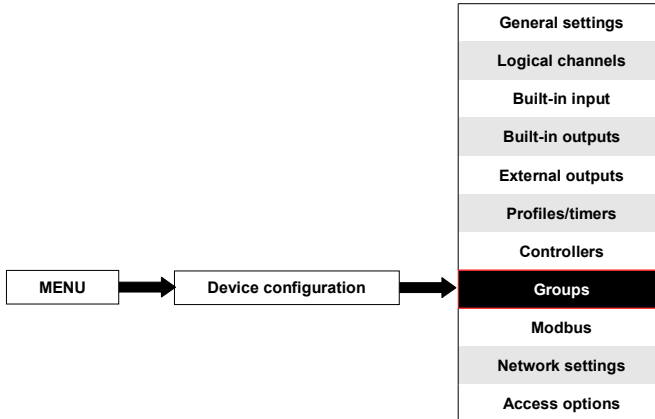 General settings
Logical channels
Built-in input
Built-in outputs
External outputs
Profiles/timers
Controllers
MENU
Device configuration
Groups
Modbus
Network settings
Access options